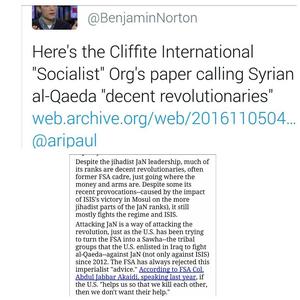 @BenjaminNorton
Here's the Cliffite International
"Socialist" Org's paper calling Syrian
al-Qaeda "decent revolutionaries"
web.archive.org/web/2016110504…
@aripaul
Despite the jihadist JaN leadership, much of
its ranks are decent revolutionaries, often
former FSA cadre, just going where the
money and arms are. Despite some its
recent provocations--caused by the impact
of ISIS's victory in Mosul on the more
jihadist parts of the JaN ranks), it still
mostly fights the regime and ISIS.
Attacking JaN is a way of attacking the
revolution, just as the U.S. has been trying
to turn the FSA into a Sawha--the tribal
groups that the U.S. enlisted in Iraq to fight
al-Qaeda--against JaN (not only against ISIS)
since 2012. The FSA has always rejected this
imperialist "advice." According to FSA Col.
Abdul Jabbar Akaidi, speaking last year, if
the U.S. "helps us so that we kill each other,
then we don't want their help."